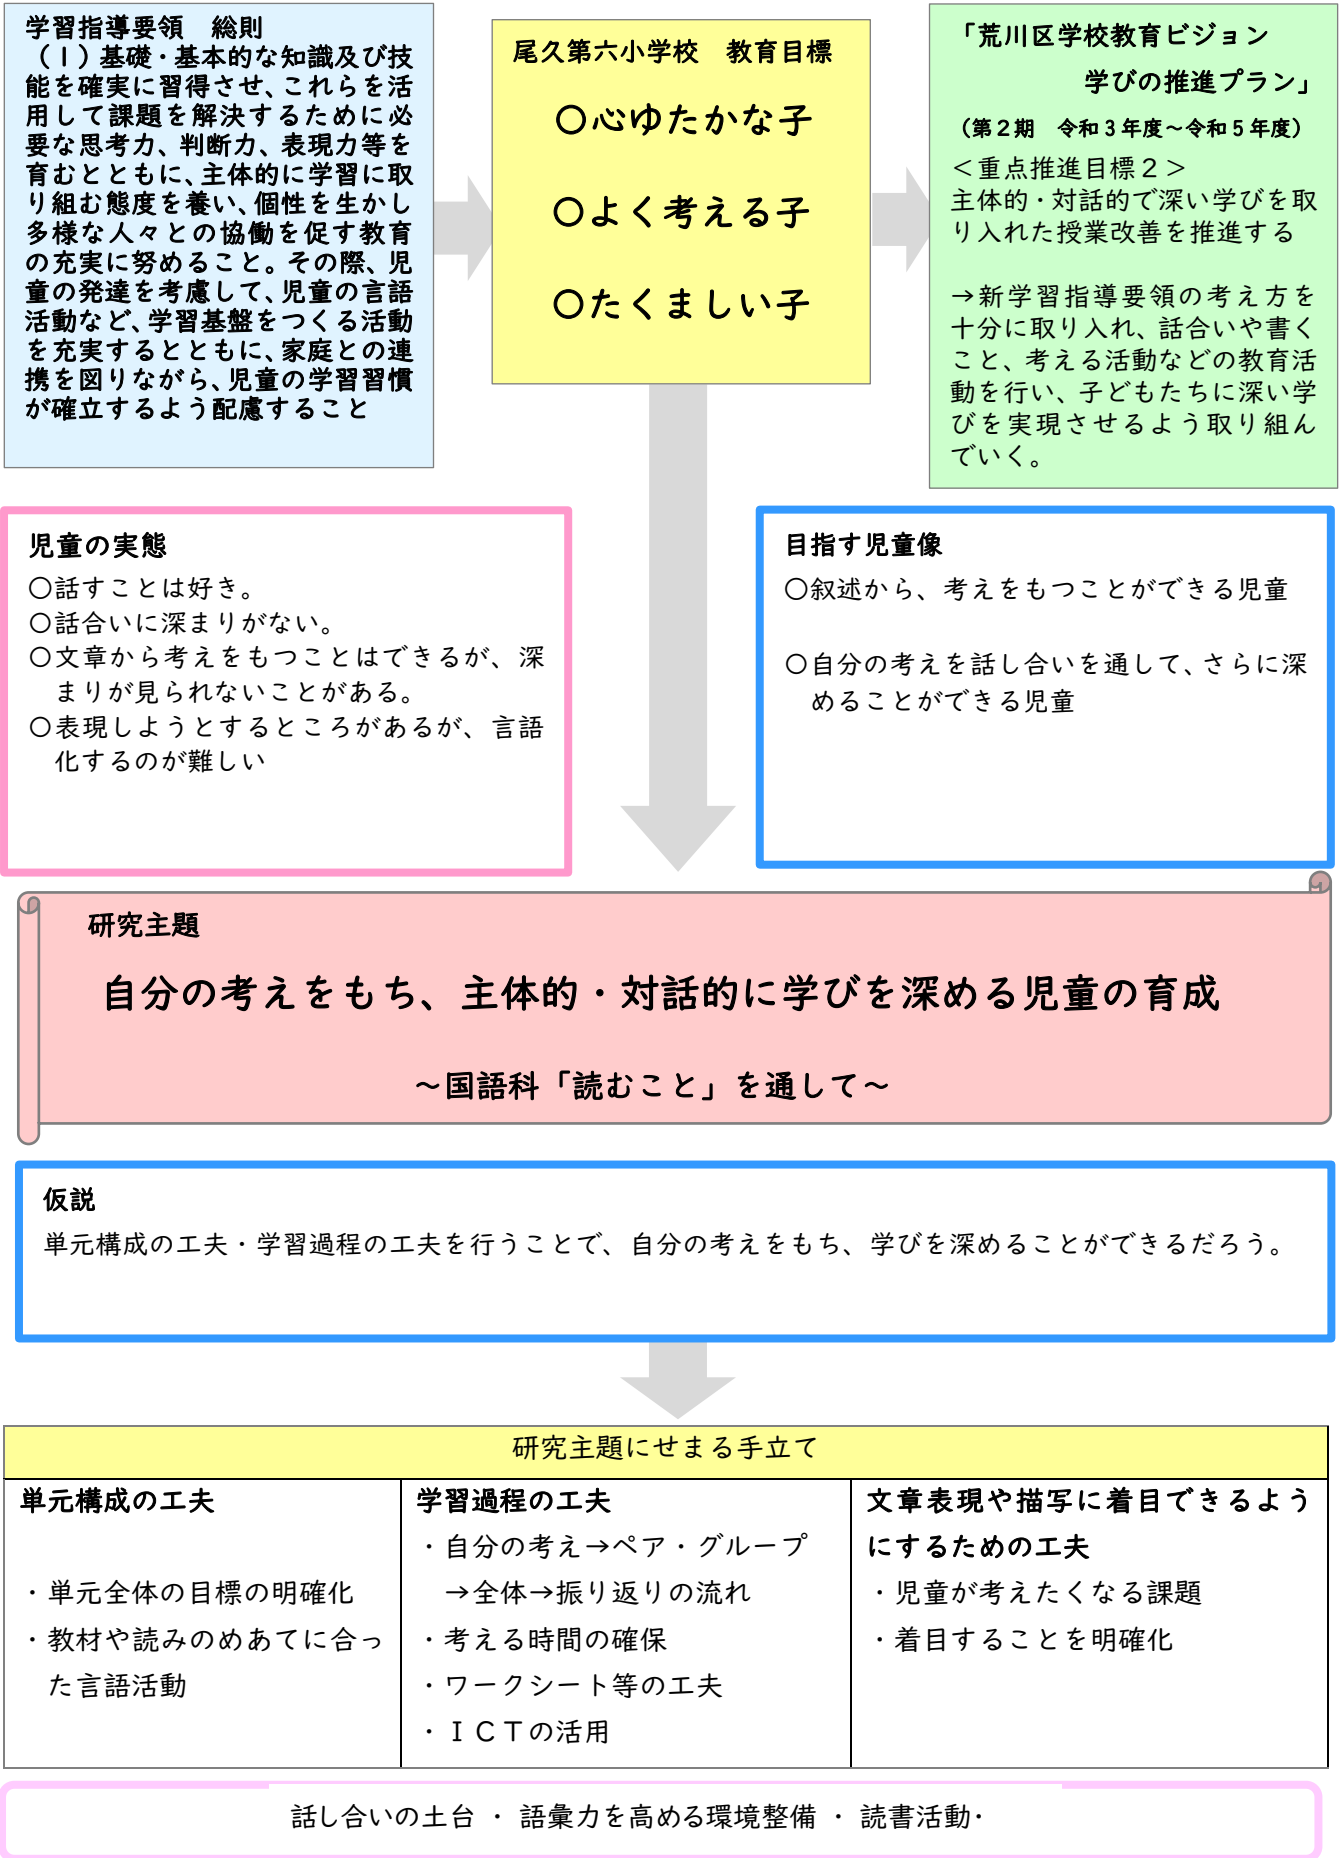 学習指導要領　総則
（１）基礎・基本的な知識及び技
能を確実に習得させ、これらを活
用して課題を解決するために必
要な思考力、判断力、表現力等を
育むとともに、主体的に学習に取
り組む態度を養い、個性を生かし
多様な人々との協働を促す教育
の充実に努めること。その際、児
童の発達を考慮して、児童の言語
活動など、学習基盤をつくる活動
を充実するとともに、家庭との連
携を図りながら、児童の学習習慣
が確立するよう配慮すること
尾久第六小学校　教育目標
〇心ゆたかな子
〇よく考える子
〇たくましい子
「荒川区学校教育ビジョン
学びの推進プラン」
（第２期　令和３年度～令和５年度）
＜重点推進目標２＞
主体的・対話的で深い学びを取
り入れた授業改善を推進する
→新学習指導要領の考え方を
十分に取り入れ、話合いや書く
こと、考える活動などの教育活
動を行い、子どもたちに深い学
びを実現させるよう取り組ん
でいく。
児童の実態
〇話すことは好き。
〇話合いに深まりがない。
〇文章から考えをもつことはできるが、深
まりが見られないことがある。
〇表現しようとするところがあるが、言語
化するのが難しい
目指す児童像
〇叙述から、考えをもつことができる児童
〇自分の考えを話し合いを通して、さらに深
めることができる児童
研究主題
自分の考えをもち、主体的・対話的に学びを深める児童の育成
～国語科「読むこと」を通して～
仮説
単元構成の工夫・学習過程の工夫を行うことで、自分の考えをもち、学びを深めることができるだろう。
研究主題にせまる手立て
単元構成の工夫
・単元全体の目標の明確化
・教材や読みのめあてに合っ
た言語活動
学習過程の工夫
・自分の考え→ペア・グループ
→全体→振り返りの流れ
・考える時間の確保
・ワークシート等の工夫
・ＩＣＴの活用
文章表現や描写に着目できるよう
にするための工夫
・児童が考えたくなる課題
・着目することを明確化
話し合いの土台 ・ 語彙力を高める環境整備 ・ 読書活動・